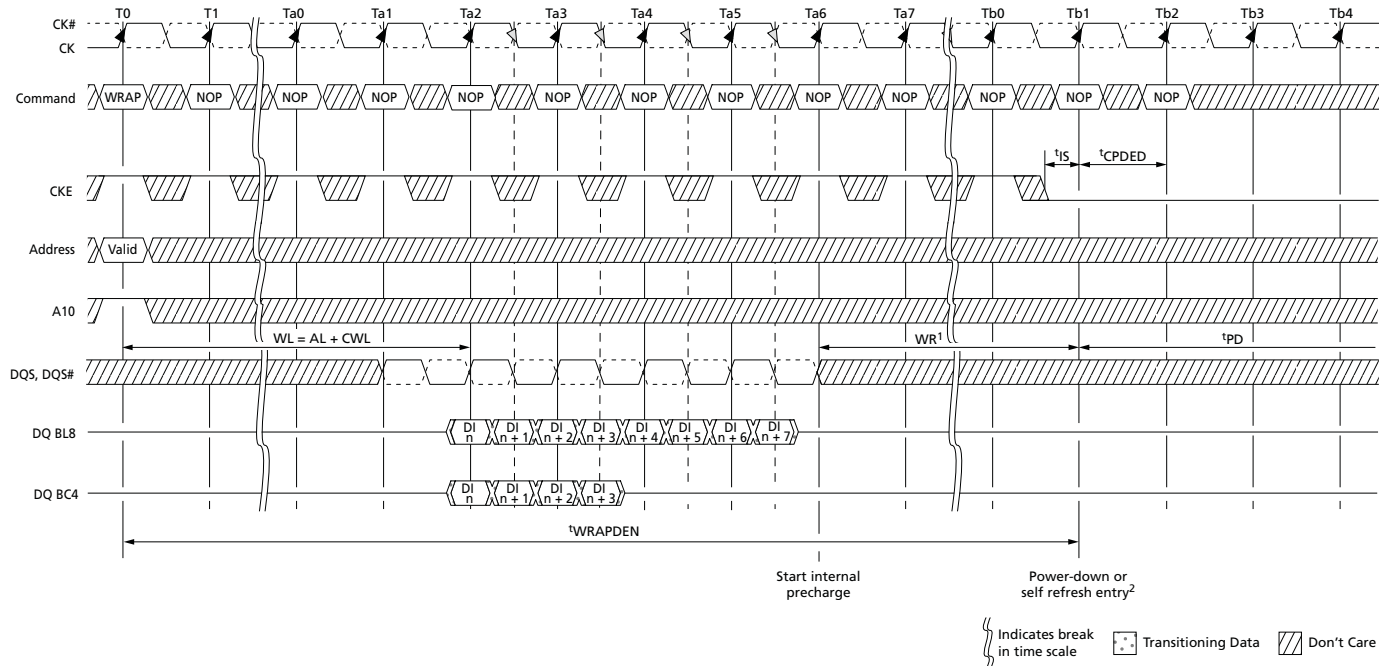 T0 T1 Ta0 Ta1 Ta2 Ta3 Ta4 Ta5 Ta6 Ta7 Tb0 Tb1 Tb2 Tb3 Tb4
CK#
CK
Command WRAP NOP NOP NOP NOP NOP NOP NOP NOP NOP NOP NOP NOP
tIS tCPDED
CKE
Address Valid
A10
WL = AL + CWL WR1 tPD
DQS, DQS#
DQ BL8 DI n DI n + 1 DI n + 2 DI n + 3 DI n + 4 DI n + 5 DI n + 6 DI n + 7
DQ BC4 DI n DI n + 1 DI n + 2 DI n + 3
tWRAPDEN
Start internal
precharge
Power-down or
self refresh entry2
Indicates break
in time scale
Transitioning Data
Don't Care